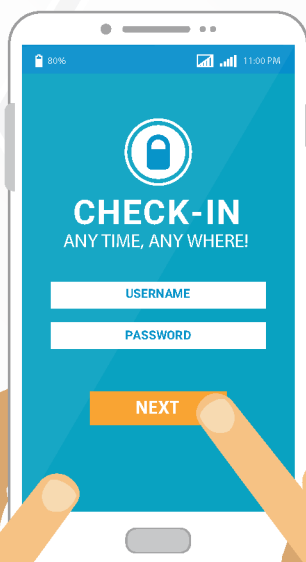 80% 11:00 PM
CHECK-IN
ANY TIME, ANY WHERE!
USERNAME
PASSWORD
NEXT